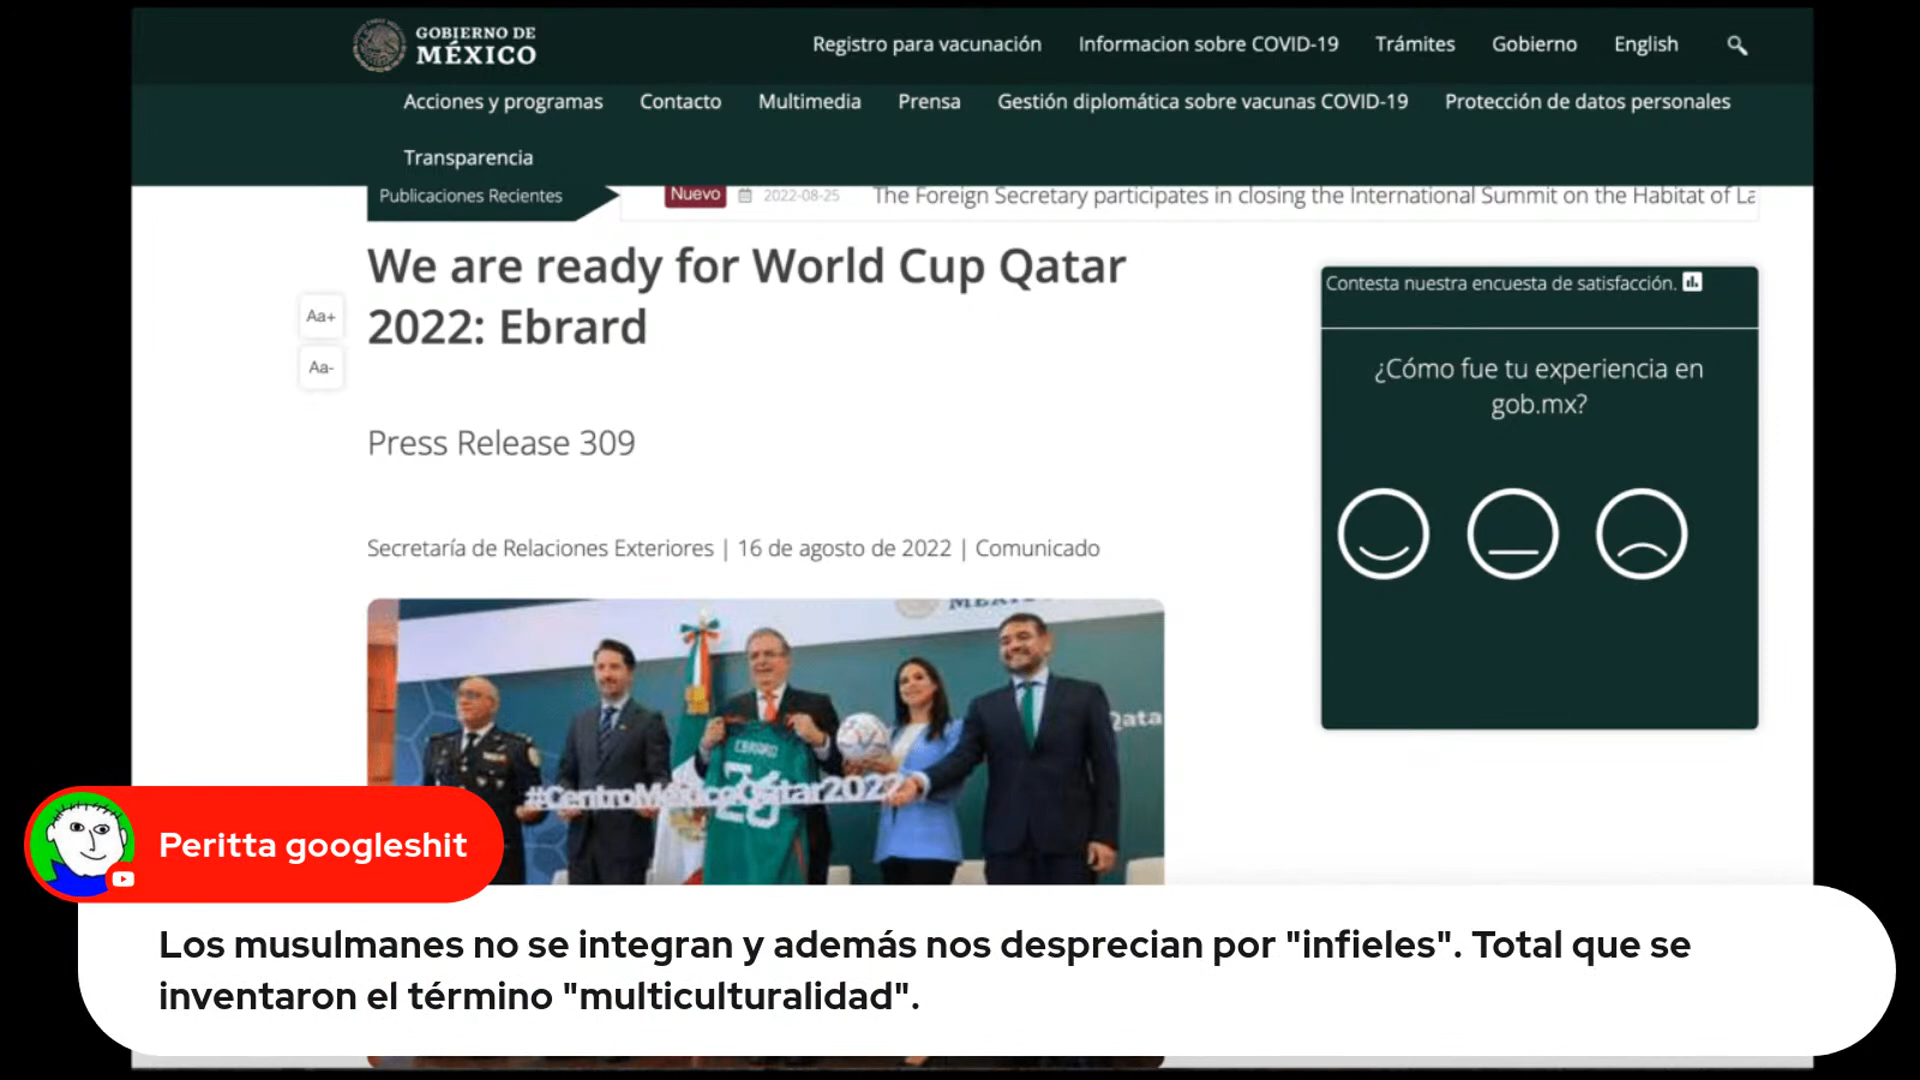 GOBIERNO DE
MÉXICO
Registro para vacunación Informacion sobre COVID-19 Trámites Gobierno English
Acciones y programas Contacto Multimedia Prensa Gestión diplomática sobre vacunas COVID-19 Protección de datos personales
Transparencia
Publicaciones Recientes Nuevo 2022-08-25 The Foreign Secretary participates in closing the International Summit on the Habitat of La
We are ready for World Cup Qatar
2022: Ebrard
Aa+
Aa-
Press Release 309
Secretaría de Relaciones Exteriores | 16 de agosto de 2022 | Comunicado
Contesta nuestra encuesta de satisfacción.
¿Cómo fue tu experiencia en
gob.mx?
MÉXICO
Qatar
EBRARD
#CentroMéxicoQatar2022
Peritta googleshit
Los musulmanes no se integran y además nos desprecian por "infieles". Total que se
inventaron el término "multiculturalidad".